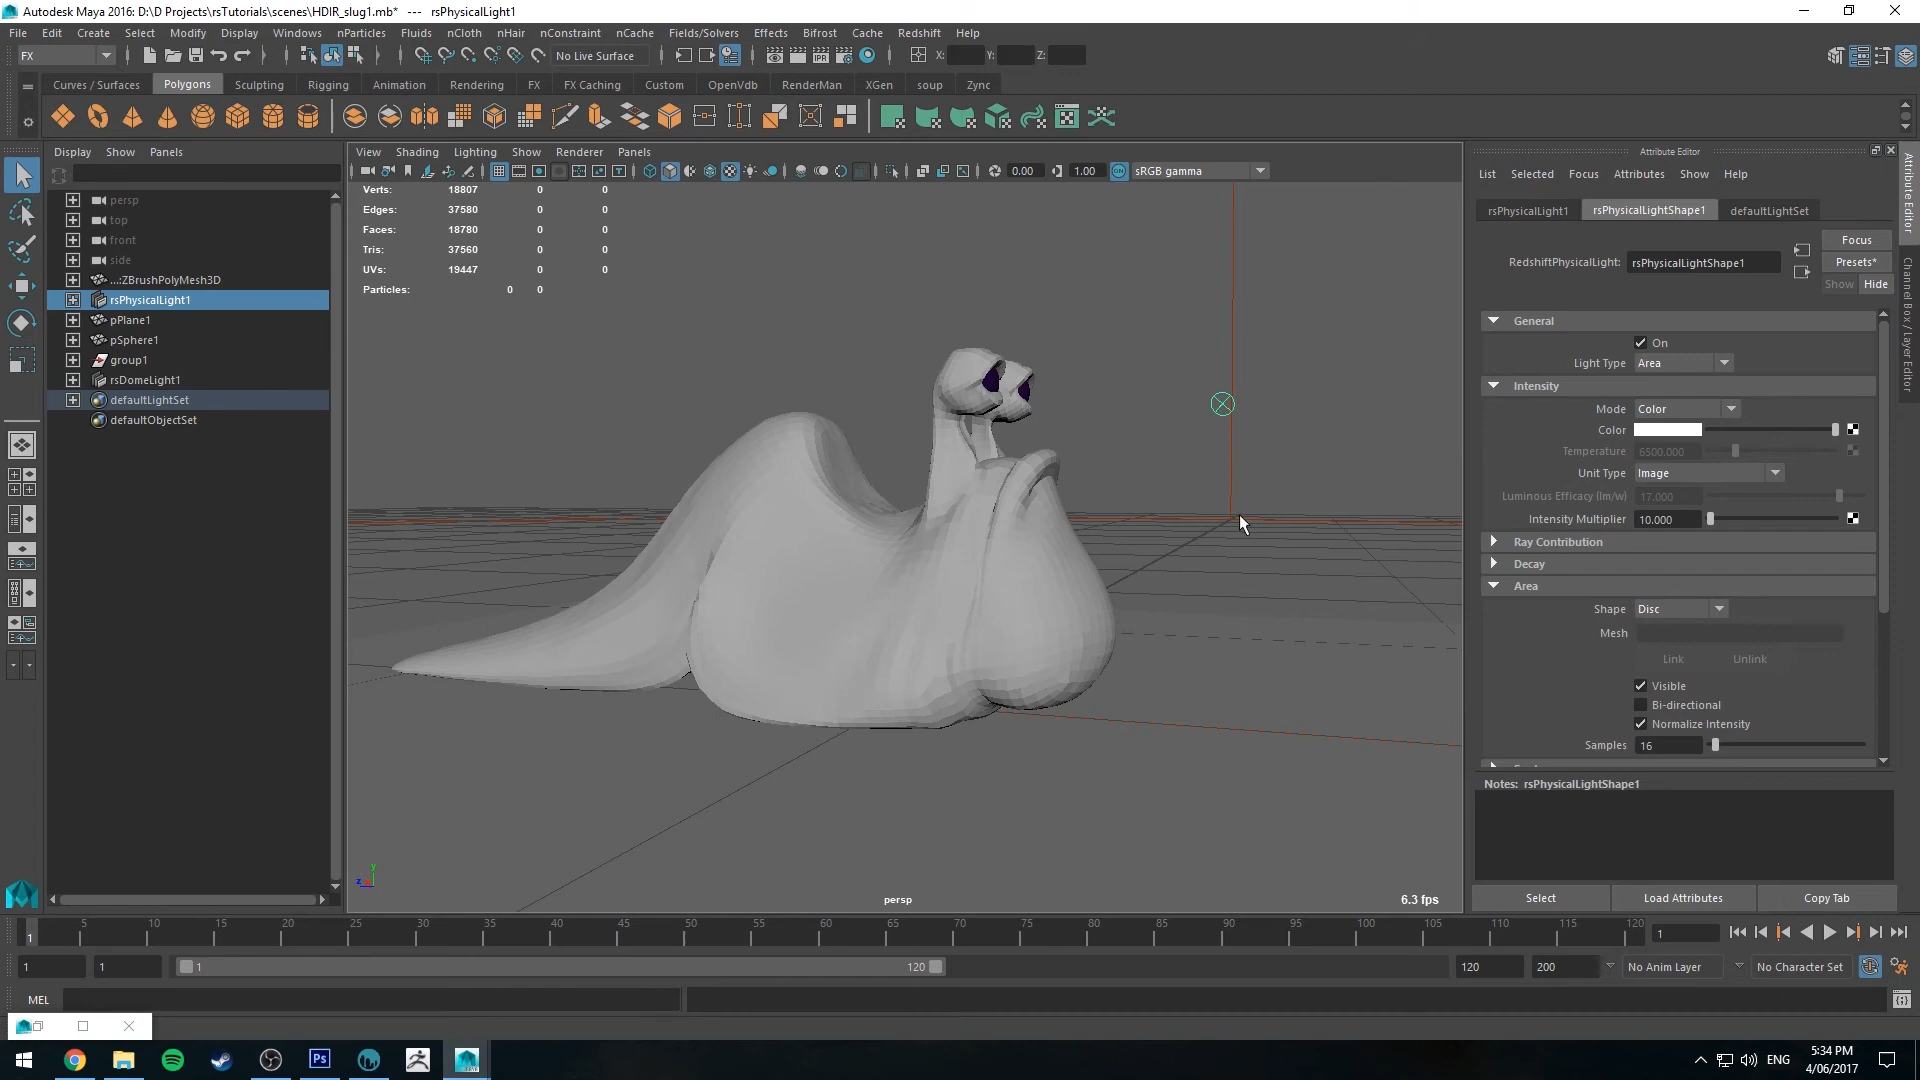 Autodesk Maya 2016: D:\D Projects\rsTutorials\scenes\HDIR_slug1.mb* --- rsPhysicalLight1
File Edit Create Select Modify Display Windows nParticles Fluids nCloth nHair nConstraint nCache Fields/Solvers Effects Bifrost Cache Redshift Help
FX No Live Surface X: Y: Z:
Curves / Surfaces Polygons Sculpting Rigging Animation Rendering FX FX Caching Custom OpenVdb RenderMan XGen soup Zync
Display Show Panels
persp
top
front
side
...:ZBrushPolyMesh3D
rsPhysicalLight1
pPlane1
pSphere1
group1
rsDomeLight1
defaultLightSet
defaultObjectSet
View Shading Lighting Show Renderer Panels
0.00 1.00 sRGB gamma
Verts: 18807 0 0
Edges: 37580 0 0
Faces: 18780 0 0
Tris: 37560 0 0
UVs: 19447 0 0
Particles: 0 0
y
z
persp
6.3 fps
Attribute Editor
List Selected Focus Attributes Show Help
rsPhysicalLight1 rsPhysicalLightShape1 defaultLightSet
RedshiftPhysicalLight: rsPhysicalLightShape1
Focus
Presets*
Show Hide
General
On
Light Type Area
Intensity
Mode Color
Color
Temperature 6500.000
Unit Type Image
Luminous Efficacy (lm/w) 17.000
Intensity Multiplier 10.000
Ray Contribution
Decay
Area
Shape Disc
Mesh
Link Unlink
Visible
Bi-directional
Normalize Intensity
Samples 16
Notes: rsPhysicalLightShape1
Select Load Attributes Copy Tab
Attribute Editor
Channel Box / Layer Editor
1 5 10 15 20 25 30 35 40 45 50 55 60 65 70 75 80 85 90 95 100 105 110 115 120 1
1 1 1 120 120 200 No Anim Layer No Character Set
MEL
Ps
ENG
5:34 PM
4/06/2017